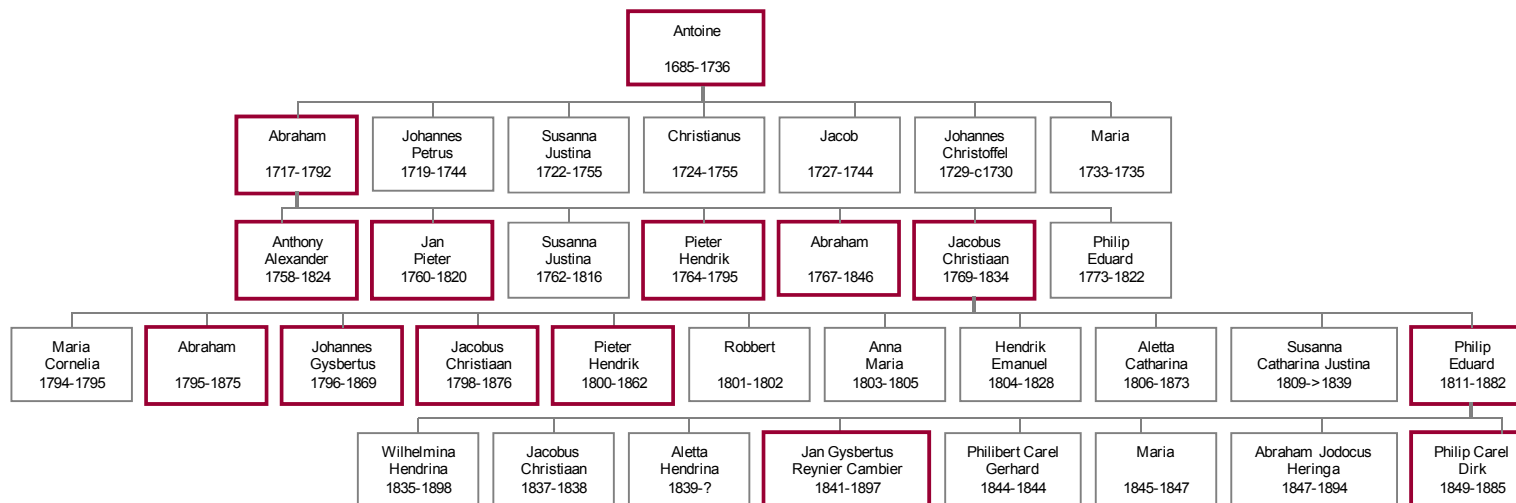 Antoine
1685-1736
Abraham
1717-1792
Johannes
Petrus
1719-1744
Susanna
Justina
1722-1755
Christianus
1724-1755
Jacob
1727-1744
Johannes
Christoffel
1729-c1730
Maria
1733-1735
Anthony
Alexander
1758-1824
Jan
Pieter
1760-1820
Susanna
Justina
1762-1816
Pieter
Hendrik
1764-1795
Abraham
1767-1846
Jacobus
Christiaan
1769-1834
Philip
Eduard
1773-1822
Maria
Cornelia
1794-1795
Abraham
1795-1875
Johannes
Gysbertus
1796-1869
Jacobus
Christiaan
1798-1876
Pieter
Hendrik
1800-1862
Robbert
1801-1802
Anna
Maria
1803-1805
Hendrik
Emanuel
1804-1828
Aletta
Catharina
1806-1873
Susanna
Catharina Justina
1809->1839
Philip
Eduard
1811-1882
Wilhelmina
Hendrina
1835-1898
Jacobus
Christiaan
1837-1838
Aletta
Hendrina
1839-?
Jan Gysbertus
Reynier Cambier
1841-1897
Philibert Carel
Gerhard
1844-1844
Maria
1845-1847
Abraham Jodocus
Heringa
1847-1894
Philip Carel
Dirk
1849-1885